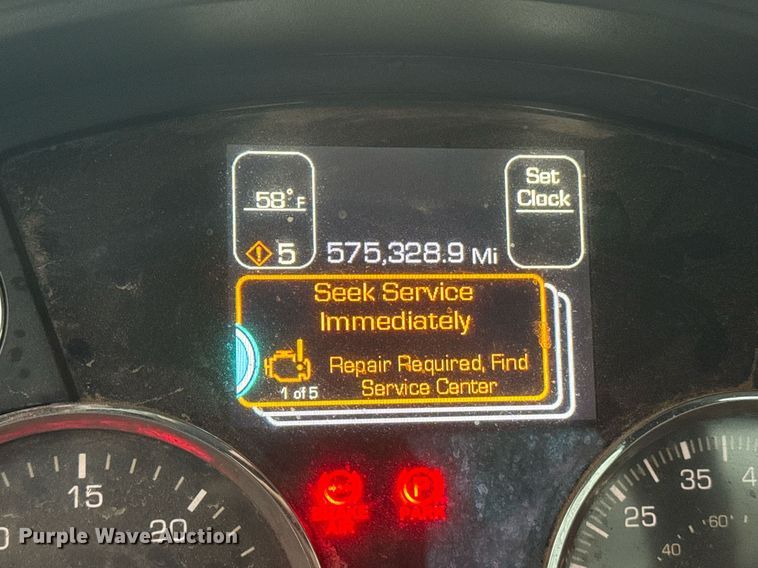 58°F
Set
Clock
5
575,328.9 Mi
Seek Service
Immediately
Repair Required, Find
Service Center
1 of 5
P
15
20
25
35
40
60
Purple Wave Auction